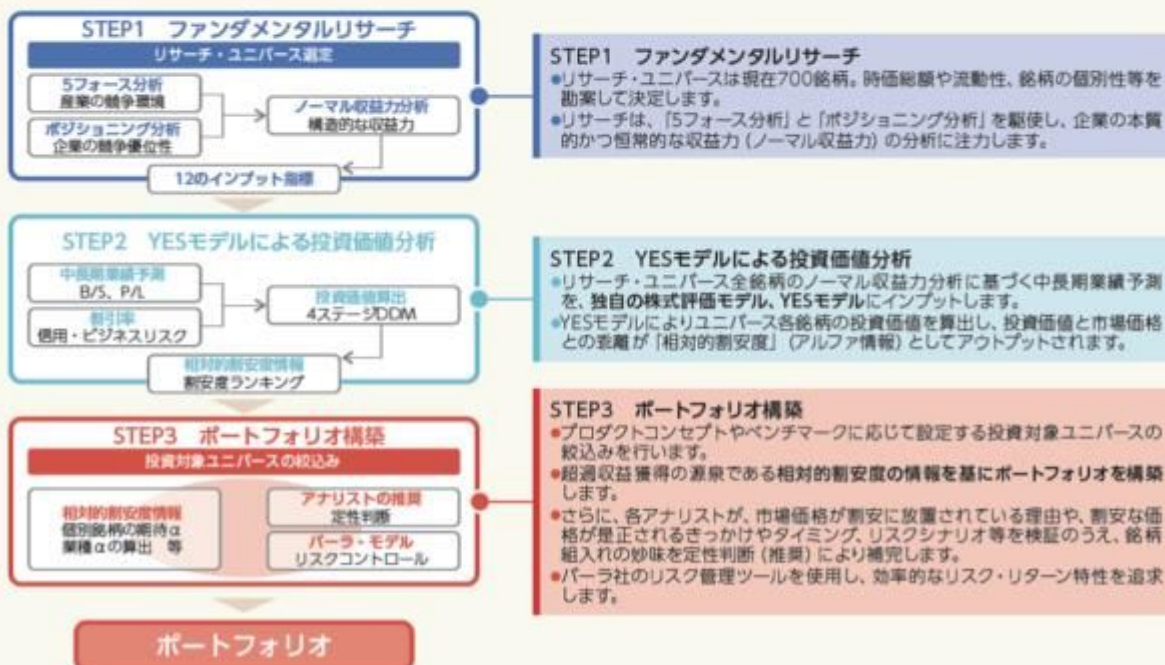 STEP1 ファンダメンタルリサーチ
リサーチ・ユニバース選定
5フォース分析
産業の競争環境
ポジショニング分析
企業の競争優位性
ノーマル収益力分析
構造的な収益力
12のインプット指標
STEP1 ファンダメンタルリサーチ
●リサーチ・ユニバースは現在700銘柄。時価総額や流動性、銘柄の個別性等を
勘案して決定します。
●リサーチは、「5フォース分析」と「ポジショニング分析」を駆使し、企業の本質
的かつ恒常的な収益力(ノーマル収益力)の分析に注力します。
STEP2 YESモデルによる投資価値分析
中長期業績予測
B/S、P/L
割引率
信用・ビジネスリスク
投資価値算出
4ステージDDM
相対的割安度情報
割安度ランキング
STEP2 YESモデルによる投資価値分析
●リサーチ・ユニバース全銘柄のノーマル収益力分析に基づく中長期業績予測
を、独自の株式評価モデル、YESモデルにインプットします。
●YESモデルによりユニバース各銘柄の投資価値を算出し、投資価値と市場価格
との乖離が「相対的割安度」(アルファ情報)としてアウトプットされます。
STEP3 ポートフォリオ構築
投資対象ユニバースの絞込み
相対的割安度情報
個別銘柄の期待α
業種αの算出 等
アナリストの推奨
定性判断
バーラ・モデル
リスクコントロール
STEP3 ポートフォリオ構築
●プロダクトコンセプトやベンチマークに応じて設定する投資対象ユニバースの
絞込みを行います。
●超過収益獲得の源泉である相対的割安度の情報を基にポートフォリオを構築
します。
●さらに、各アナリストが、市場価格が割安に放置されている理由や、割安な価
格が是正されるきっかけやタイミング、リスクシナリオ等を検証のうえ、銘柄
組入れの妙味を定性判断(推奨)により補完します。
●バーラ社のリスク管理ツールを使用し、効率的なリスク・リターン特性を追求
します。
ポートフォリオ